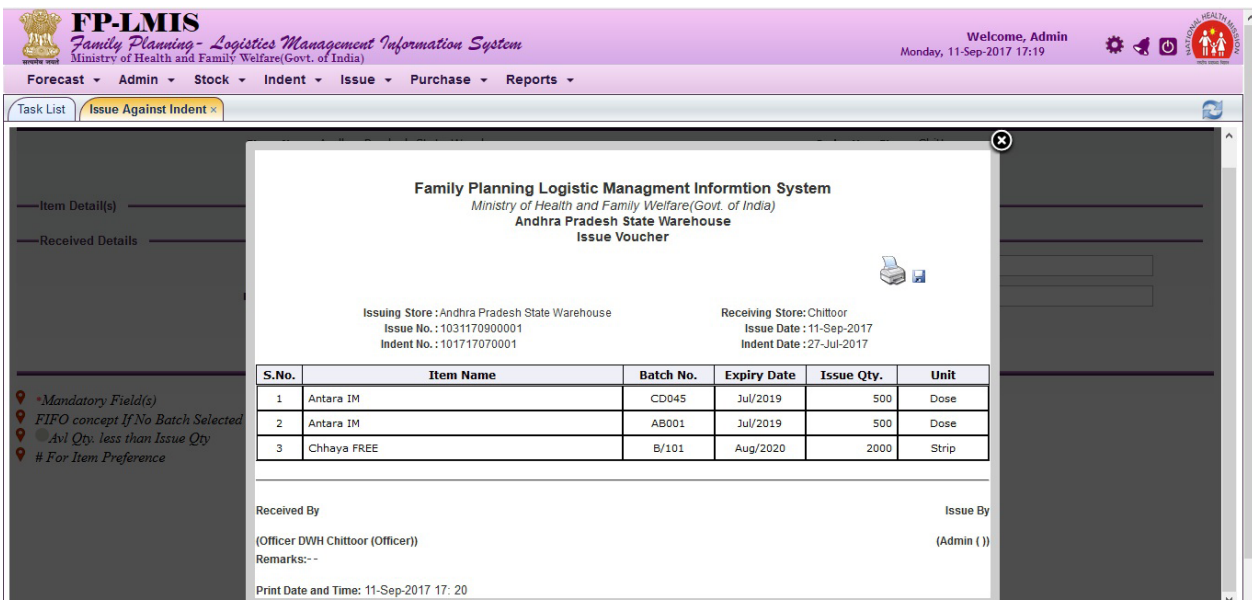 FP-LMIS
Family Planning - Logistics Management Information System
सत्यमेव जयते Ministry of Health and Family Welfare(Govt. of India)
Welcome, Admin
Monday, 11-Sep-2017 17:19
NATIONAL HEALTH MISSION
Forecast Admin Stock Indent Issue Purchase Reports
Task List Issue Against Indent ×
Item Detail(s)
Received Details
*Mandatory Field(s)
FIFO concept If No Batch Selected
Avl Qty. less than Issue Qty
# For Item Preference
Family Planning Logistic Managment Informtion System
Ministry of Health and Family Welfare(Govt. of India)
Andhra Pradesh State Warehouse
Issue Voucher
Issuing Store : Andhra Pradesh State Warehouse Receiving Store: Chittoor
Issue No. : 1031170900001 Issue Date : 11-Sep-2017
Indent No. : 101717070001 Indent Date : 27-Jul-2017
S.No. Item Name Batch No. Expiry Date Issue Qty. Unit
1 Antara IM CD045 Jul/2019 500 Dose
2 Antara IM AB001 Jul/2019 500 Dose
3 Chhaya FREE B/101 Aug/2020 2000 Strip
Received By Issue By
(Officer DWH Chittoor (Officer)) (Admin ( ))
Remarks:--
Print Date and Time: 11-Sep-2017 17: 20